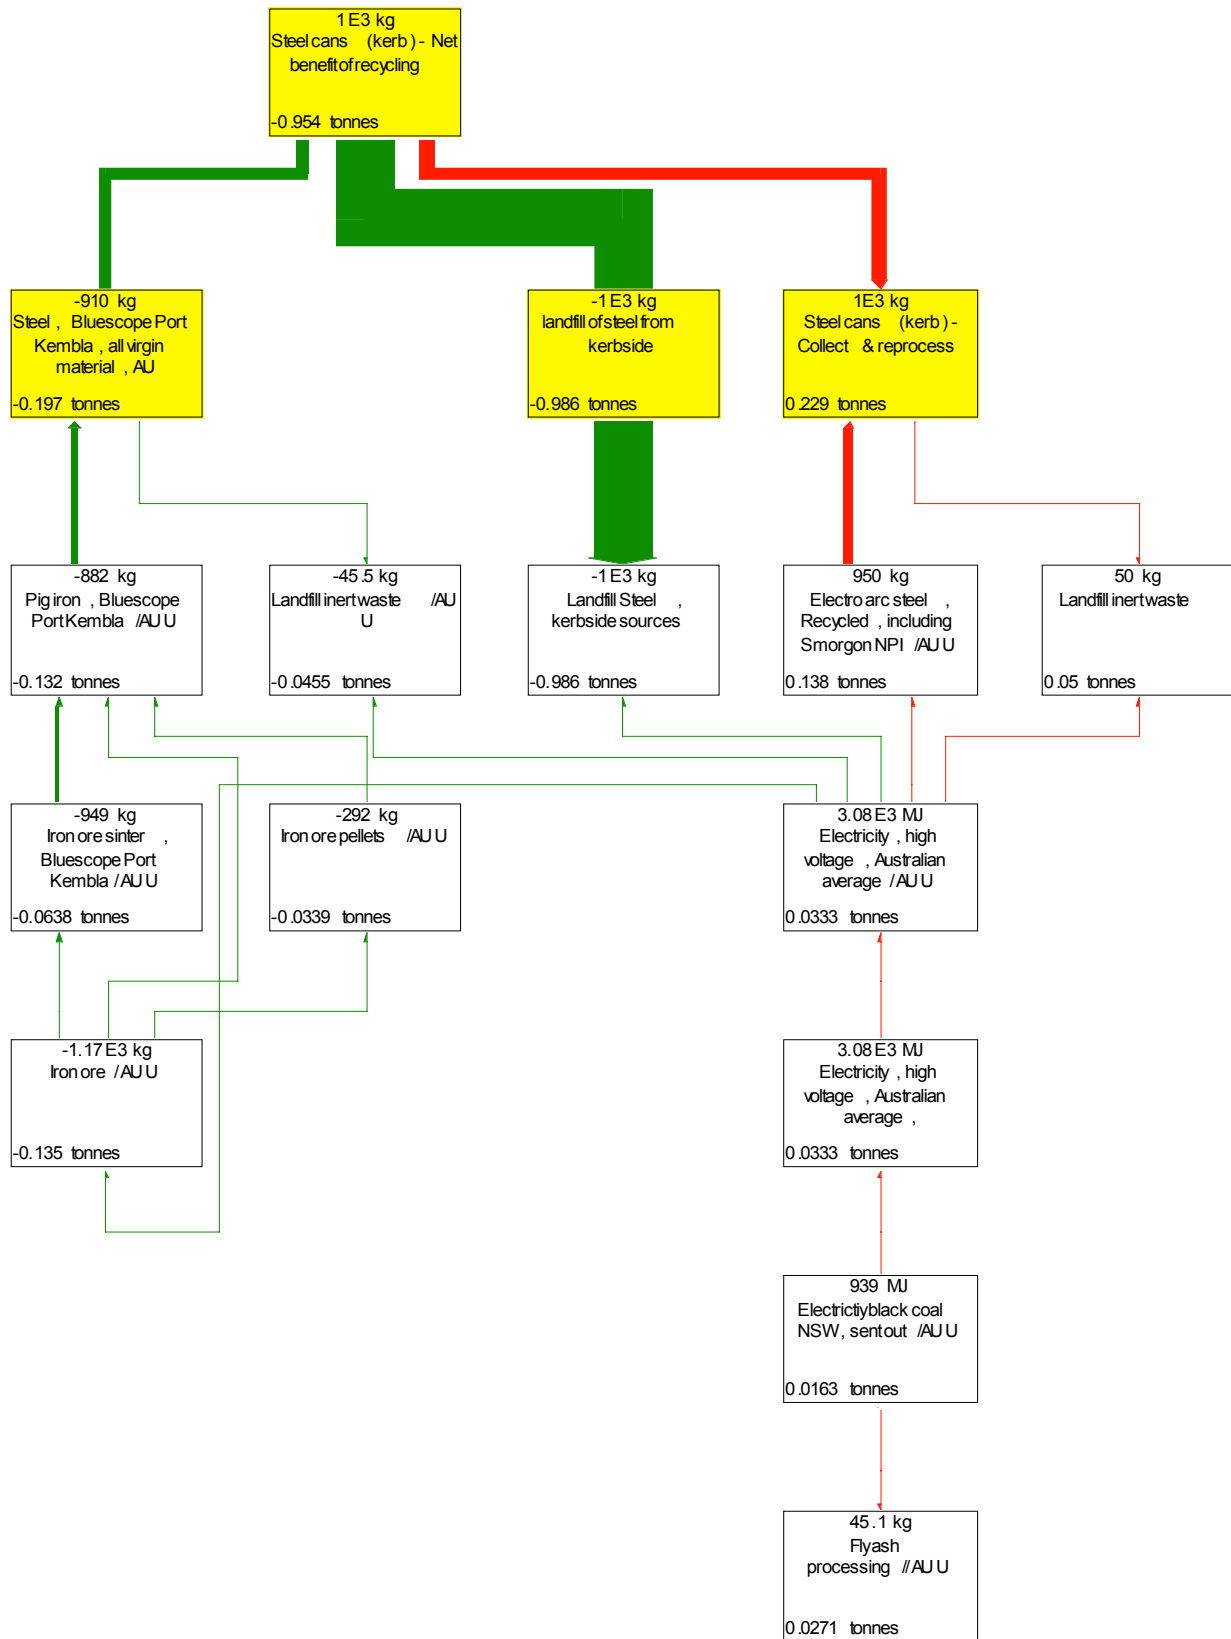 1E3 kg
Steel cans (kerb) - Net
benefit of recycling
-0.954 tonnes
-910 kg
Steel, Bluescope Port
Kembla, all virgin
material, AU
-0.197 tonnes
-1E3 kg
landfill of steel from
kerbside
-0.986 tonnes
1E3 kg
Steel cans (kerb) -
Collect & reprocess
0.229 tonnes
-882 kg
Pig iron, Bluescope
Port Kembla /AU U
-0.132 tonnes
-45.5 kg
Landfill inert waste /AU
U
-0.0455 tonnes
-1E3 kg
Landfill Steel,
kerbside sources
-0.986 tonnes
950 kg
Electro arc steel,
Recycled, including
Smorgon NPI /AU U
0.138 tonnes
50 kg
Landfill inert waste
0.05 tonnes
-949 kg
Iron ore sinter,
Bluescope Port
Kembla /AU U
-0.0638 tonnes
-292 kg
Iron ore pellets /AU U
-0.0339 tonnes
3.08E3 MJ
Electricity, high
voltage, Australian
average /AU U
0.0333 tonnes
-1.17E3 kg
Iron ore /AU U
-0.135 tonnes
3.08E3 MJ
Electricity, high
voltage, Australian
average,
0.0333 tonnes
939 MJ
Electrictiy black coal
NSW, sent out /AU U
0.0163 tonnes
45.1 kg
Flyash
processing //AU U
0.0271 tonnes